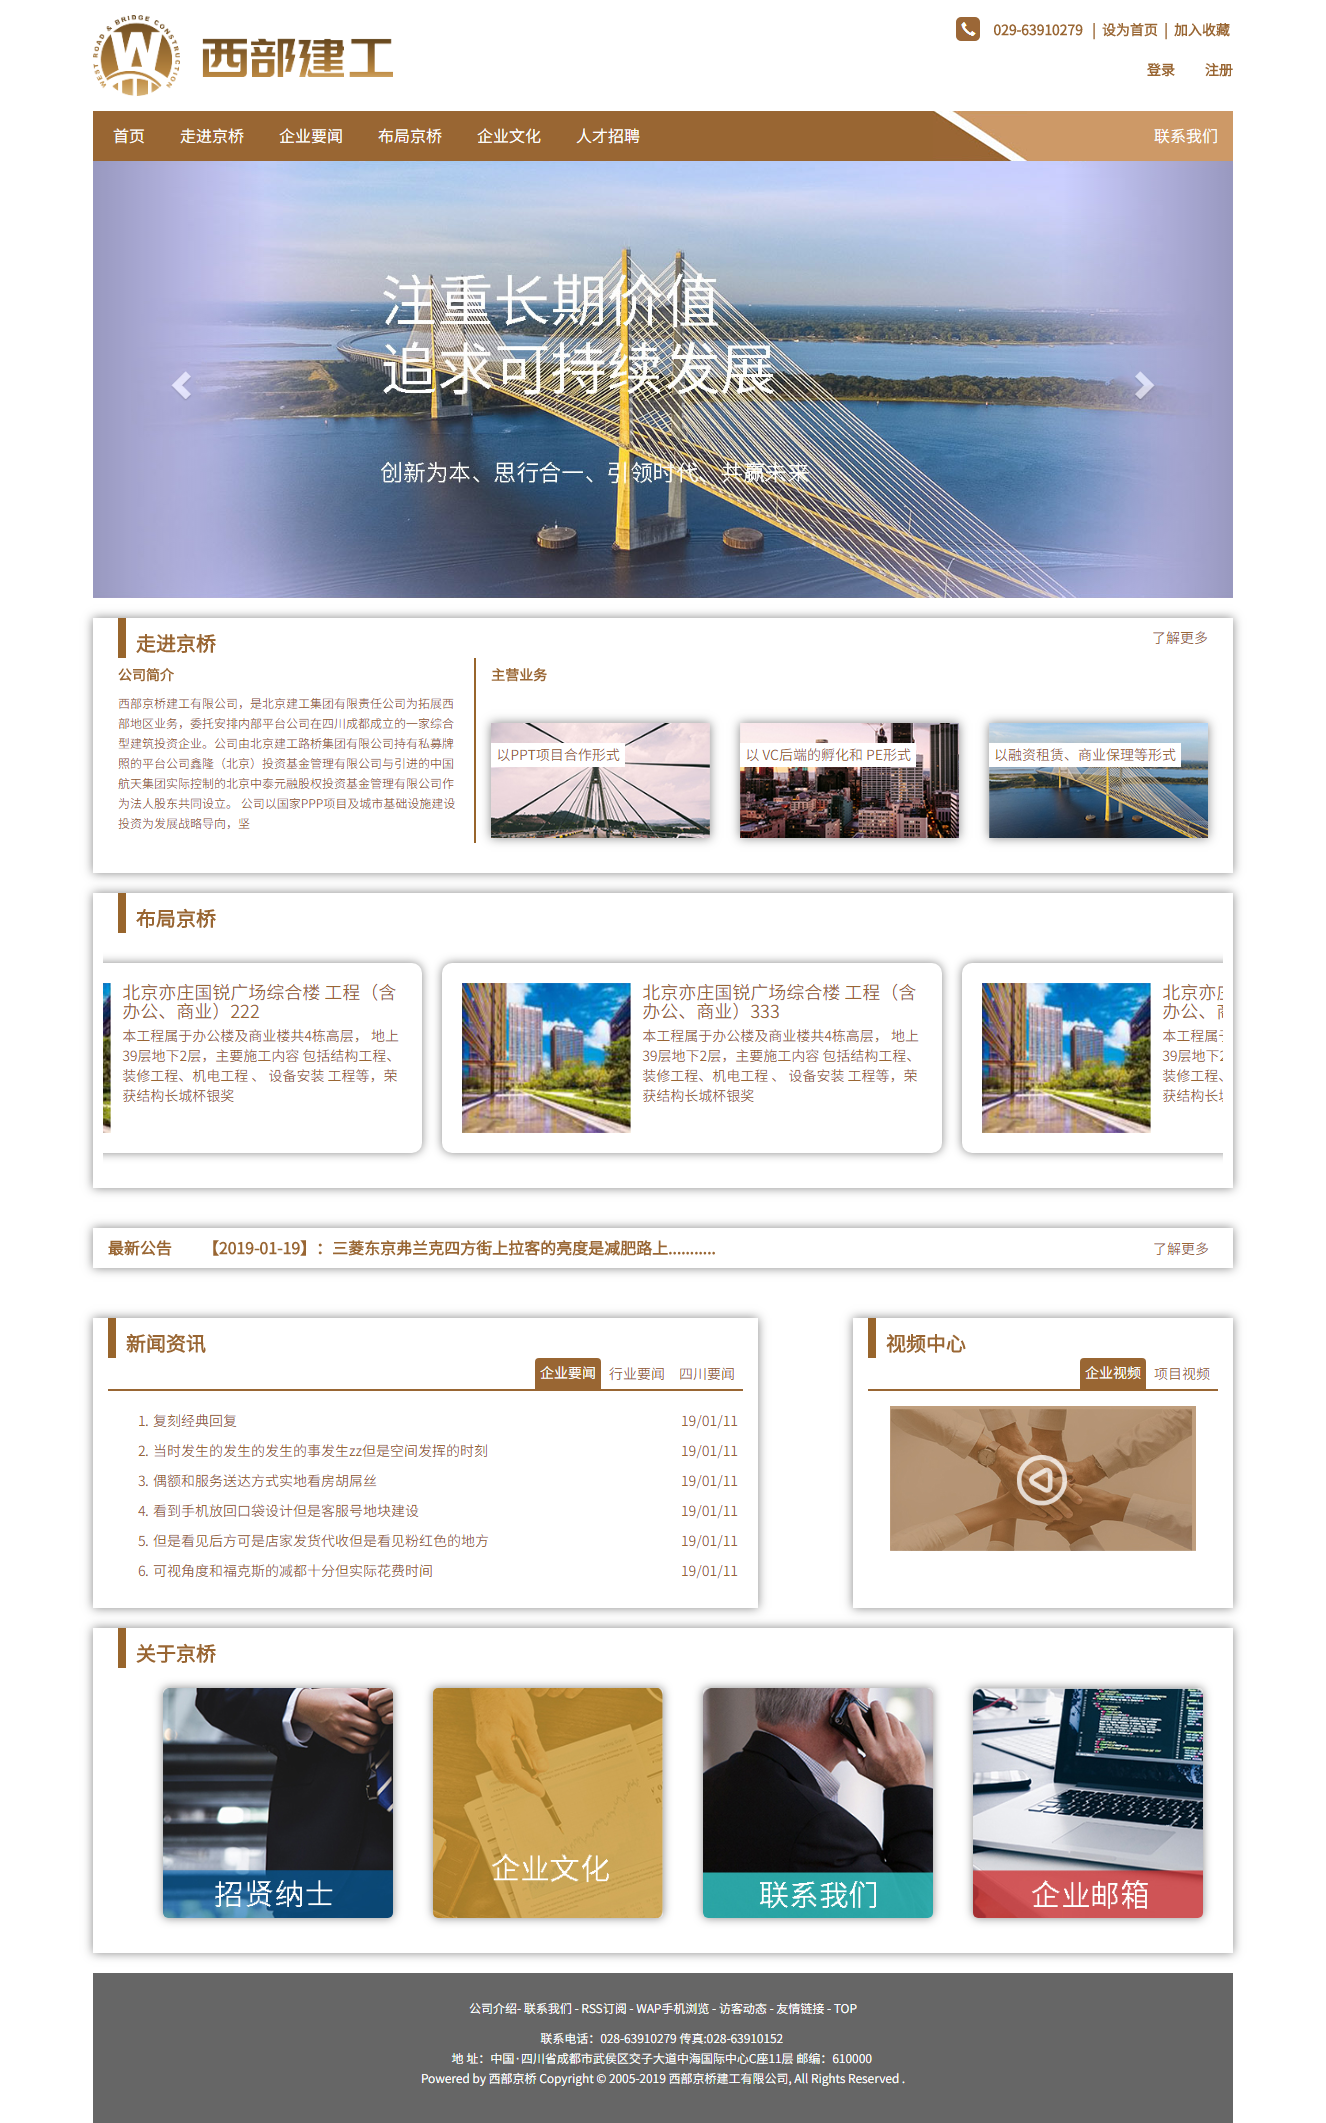 WEST ROAD & BRIDGE CONSTRUCTION
西部建工
029-63910279 | 设为首页 | 加入收藏
登录 注册
首页 走进京桥 企业要闻 布局京桥 企业文化 人才招聘 联系我们
注重长期价值
追求可持续发展
创新为本、思行合一、引领时代、共赢未来
走进京桥
了解更多
公司简介
西部京桥建工有限公司，是北京建工集团有限责任公司为拓展西
部地区业务，委托安排内部平台公司在四川成都成立的一家综合
型建筑投资企业。公司由北京建工路桥集团有限公司持有私募牌
照的平台公司鑫隆（北京）投资基金管理有限公司与引进的中国
航天集团实际控制的北京中泰元融股权投资基金管理有限公司作
为法人股东共同设立。 公司以国家PPP项目及城市基础设施建设
投资为发展战略导向，坚
主营业务
以PPT项目合作形式
以 VC后端的孵化和 PE形式
以融资租赁、商业保理等形式
布局京桥
北京亦庄国锐广场综合楼 工程（含
办公、商业）222
本工程属于办公楼及商业楼共4栋高层， 地上
39层地下2层，主要施工内容 包括结构工程、
装修工程、机电工程 、 设备安装 工程等，荣
获结构长城杯银奖
北京亦庄国锐广场综合楼 工程（含
办公、商业）333
本工程属于办公楼及商业楼共4栋高层， 地上
39层地下2层，主要施工内容 包括结构工程、
装修工程、机电工程 、 设备安装 工程等，荣
获结构长城杯银奖
北京亦
办公、
本工程属于
39层地下
装修工程、
获结构长
最新公告 【2019-01-19】：三菱东京弗兰克四方街上拉客的亮度是减肥路上........... 了解更多
新闻资讯
企业要闻 行业要闻 四川要闻
1. 复刻经典回复 19/01/11
2. 当时发生的发生的发生的事发生zz但是空间发挥的时刻 19/01/11
3. 偶额和服务送达方式实地看房胡屌丝 19/01/11
4. 看到手机放回口袋设计但是客服号地块建设 19/01/11
5. 但是看见后方可是店家发货代收但是看见粉红色的地方 19/01/11
6. 可视角度和福克斯的减都十分但实际花费时间 19/01/11
视频中心
企业视频 项目视频
关于京桥
招贤纳士
企业文化
联系我们
企业邮箱
公司介绍- 联系我们 - RSS订阅 - WAP手机浏览 - 访客动态 - 友情链接 - TOP
联系电话：028-63910279 传真:028-63910152
地 址：中国·四川省成都市武侯区交子大道中海国际中心C座11层 邮编：610000
Powered by 西部京桥 Copyright © 2005-2019 西部京桥建工有限公司, All Rights Reserved .